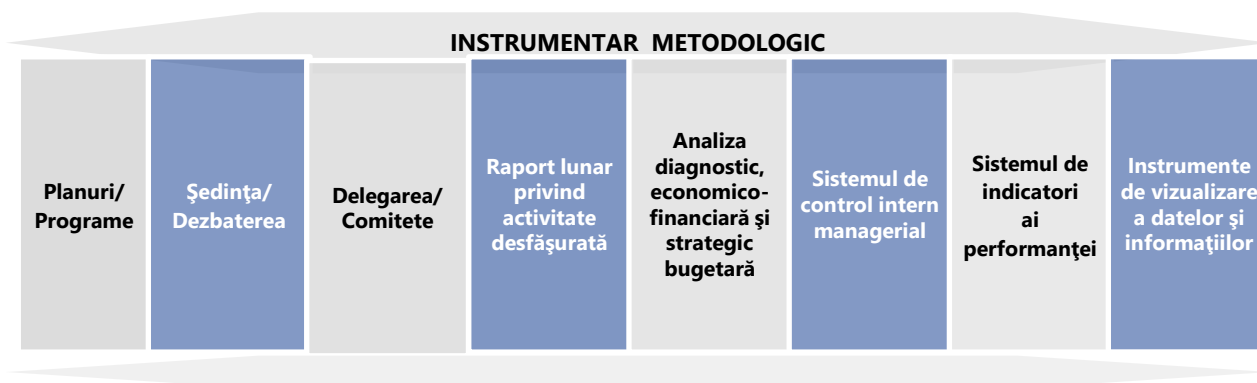 INSTRUMENTAR METODOLOGIC
Planuri/
Programe
Şedinţa/
Dezbaterea
Delegarea/
Comitete
Raport lunar
privind
activitate
desfăşurată
Analiza
diagnostic,
economico-
financiară şi
strategic
bugetară
Sistemul de
control intern
managerial
Sistemul de
indicatori
ai
performanţei
Instrumente
de vizualizare
a datelor şi
informaţiilor